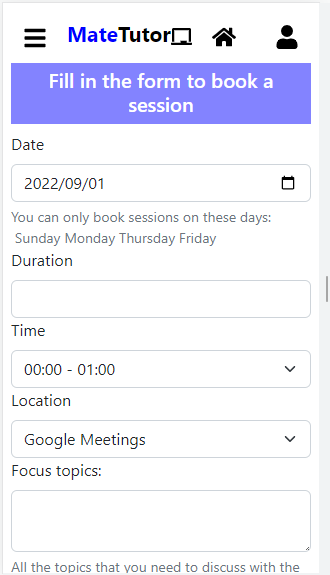 MateTutor
Fill in the form to book a
session
Date
2022/09/01
You can only book sessions on these days:
Sunday Monday Thursday Friday
Duration
Time
00:00 - 01:00
Location
Google Meetings
Focus topics:
All the topics that you need to discuss with the